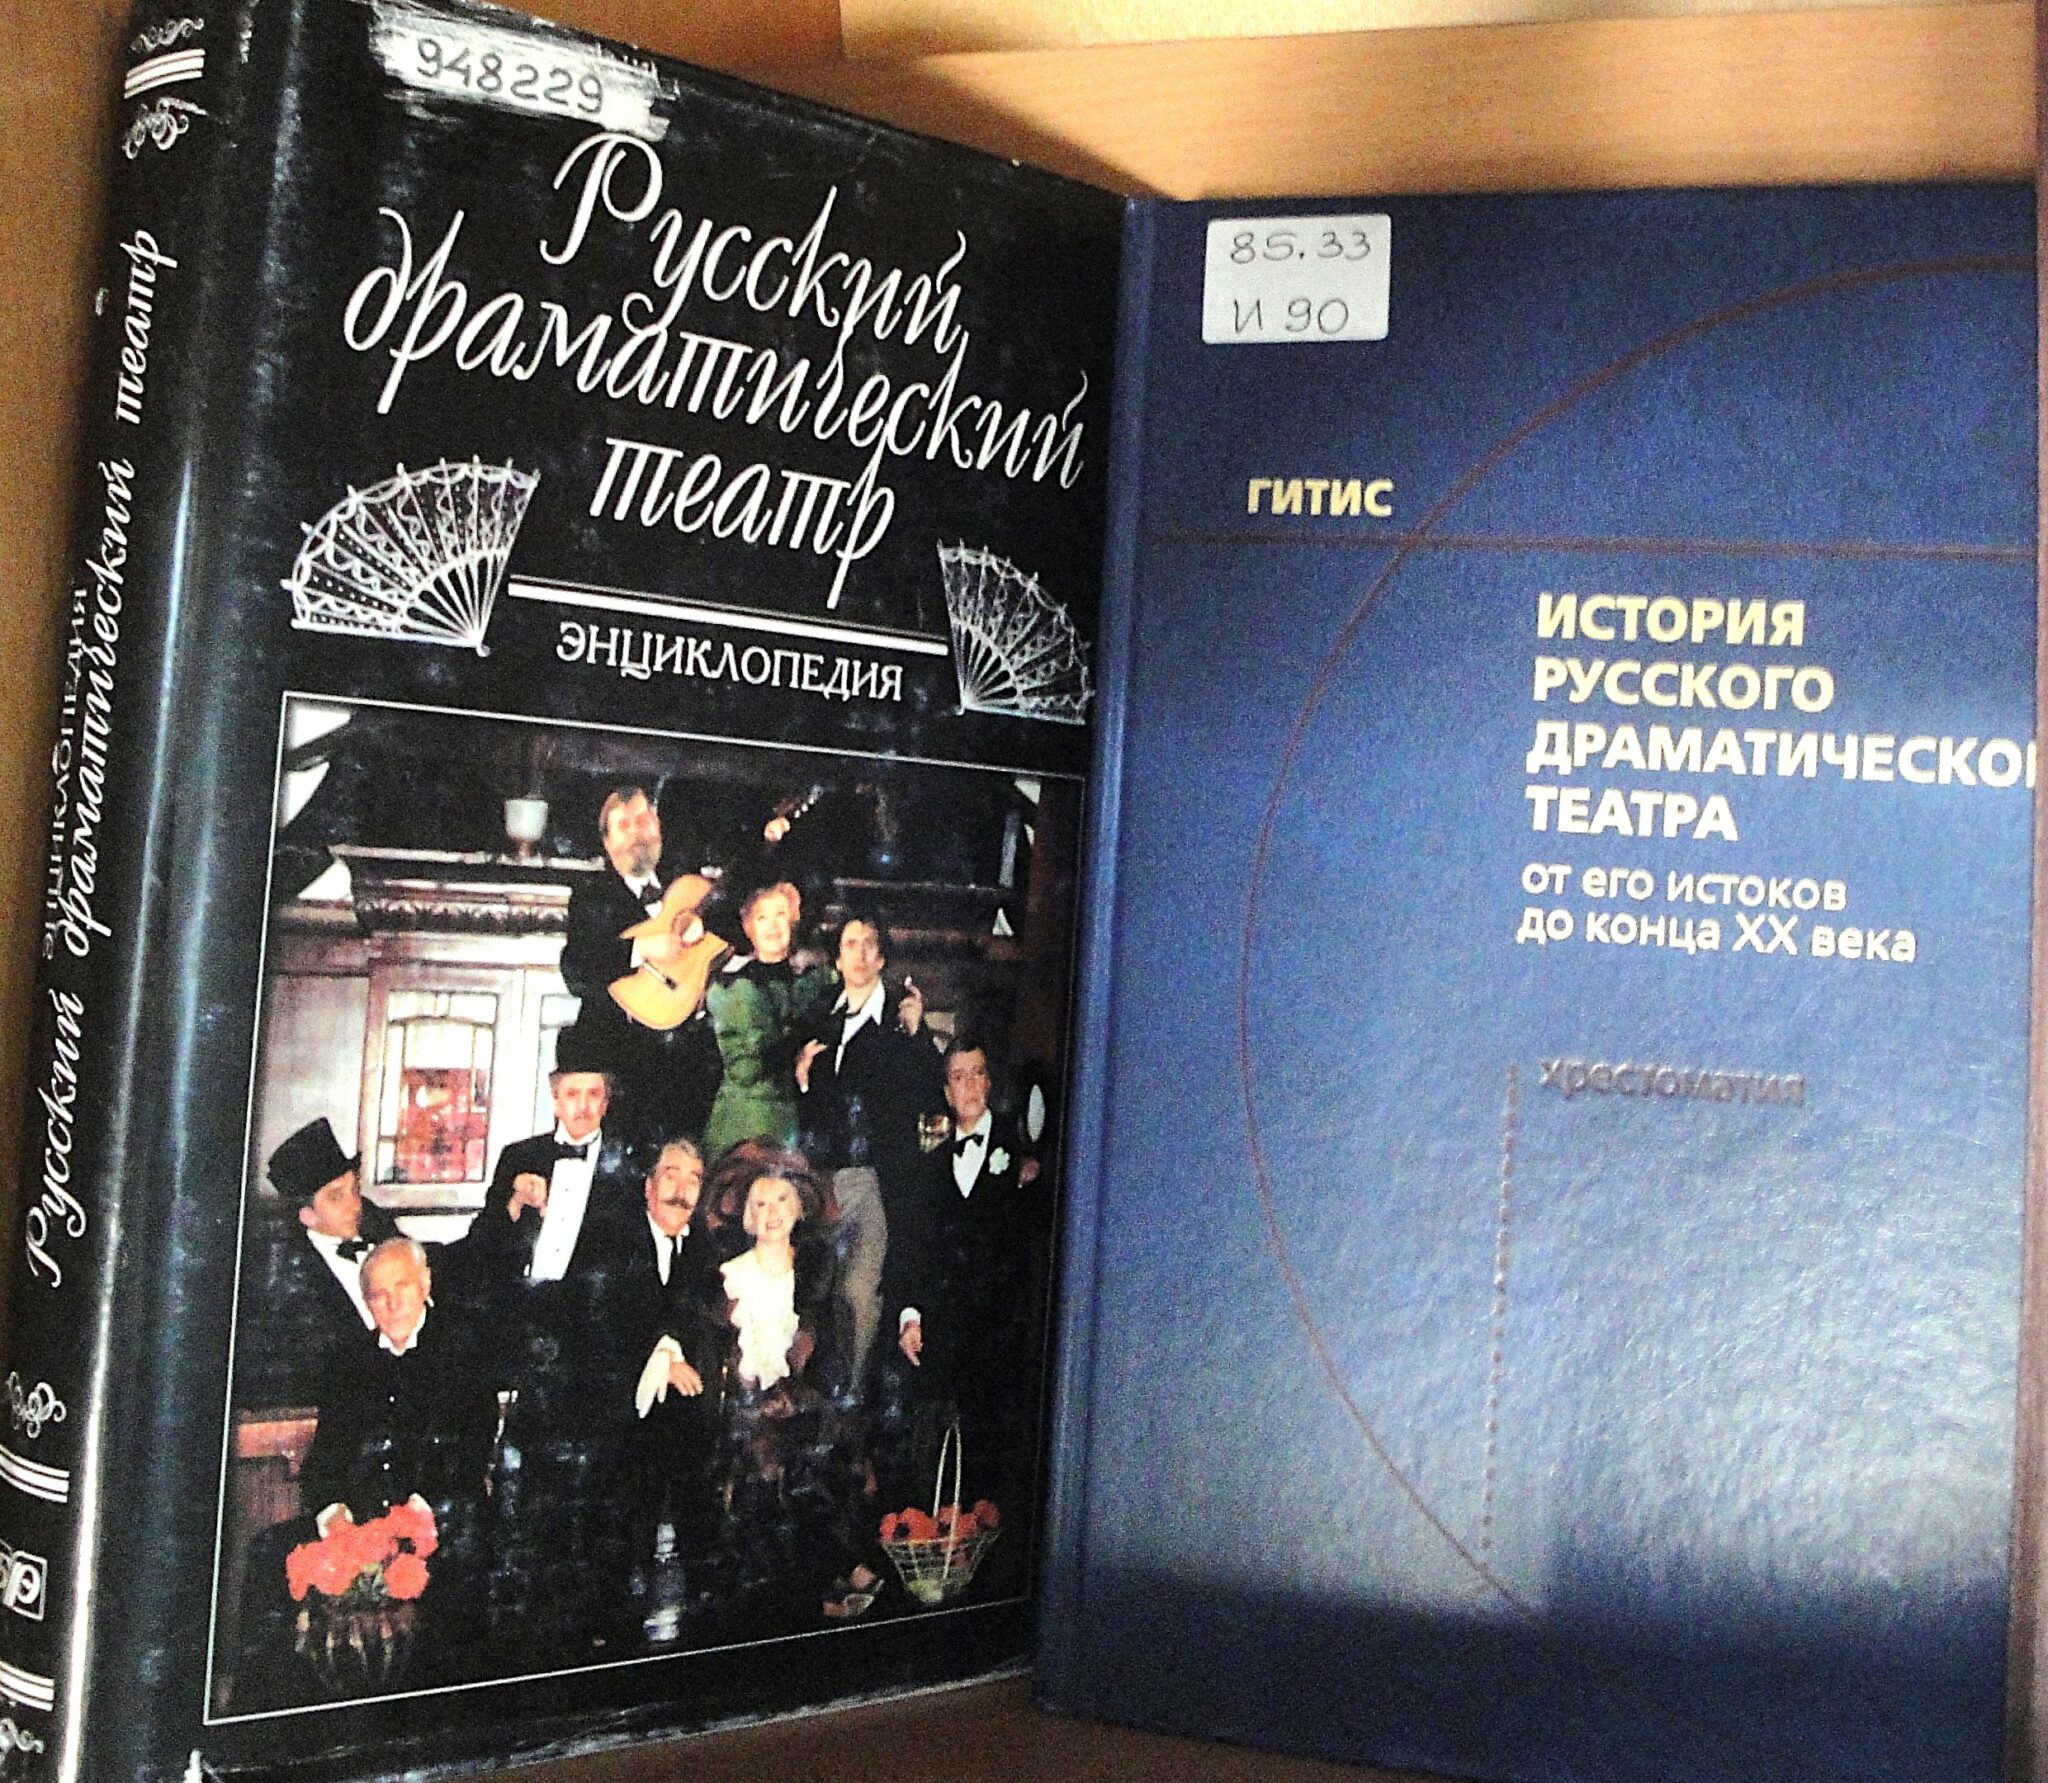 948229
Русский
драматический
театр
ЭНЦИКЛОПЕДИЯ
Русский драматический театр
ЭНЦИКЛОПЕДИЯ
85.33
И 90
ГИТИС
ИСТОРИЯ
РУССКОГО
ДРАМАТИЧЕСКО
ТЕАТРА
от его истоков
до конца XX века
хрестоматия